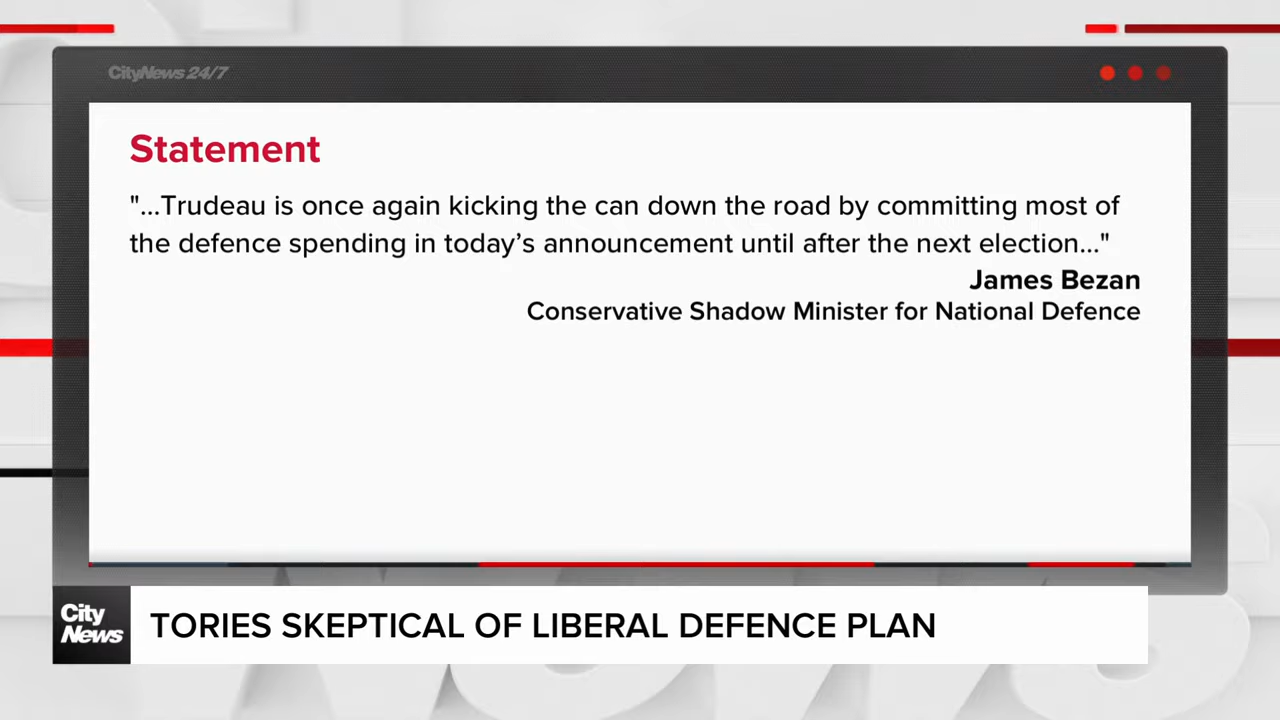 CityNews 24/7
Statement
"...Trudeau is once again kicking the can down the road by committing most of
the defence spending in today’s announcement until after the next election..."
James Bezan
Conservative Shadow Minister for National Defence
City
News
TORIES SKEPTICAL OF LIBERAL DEFENCE PLAN